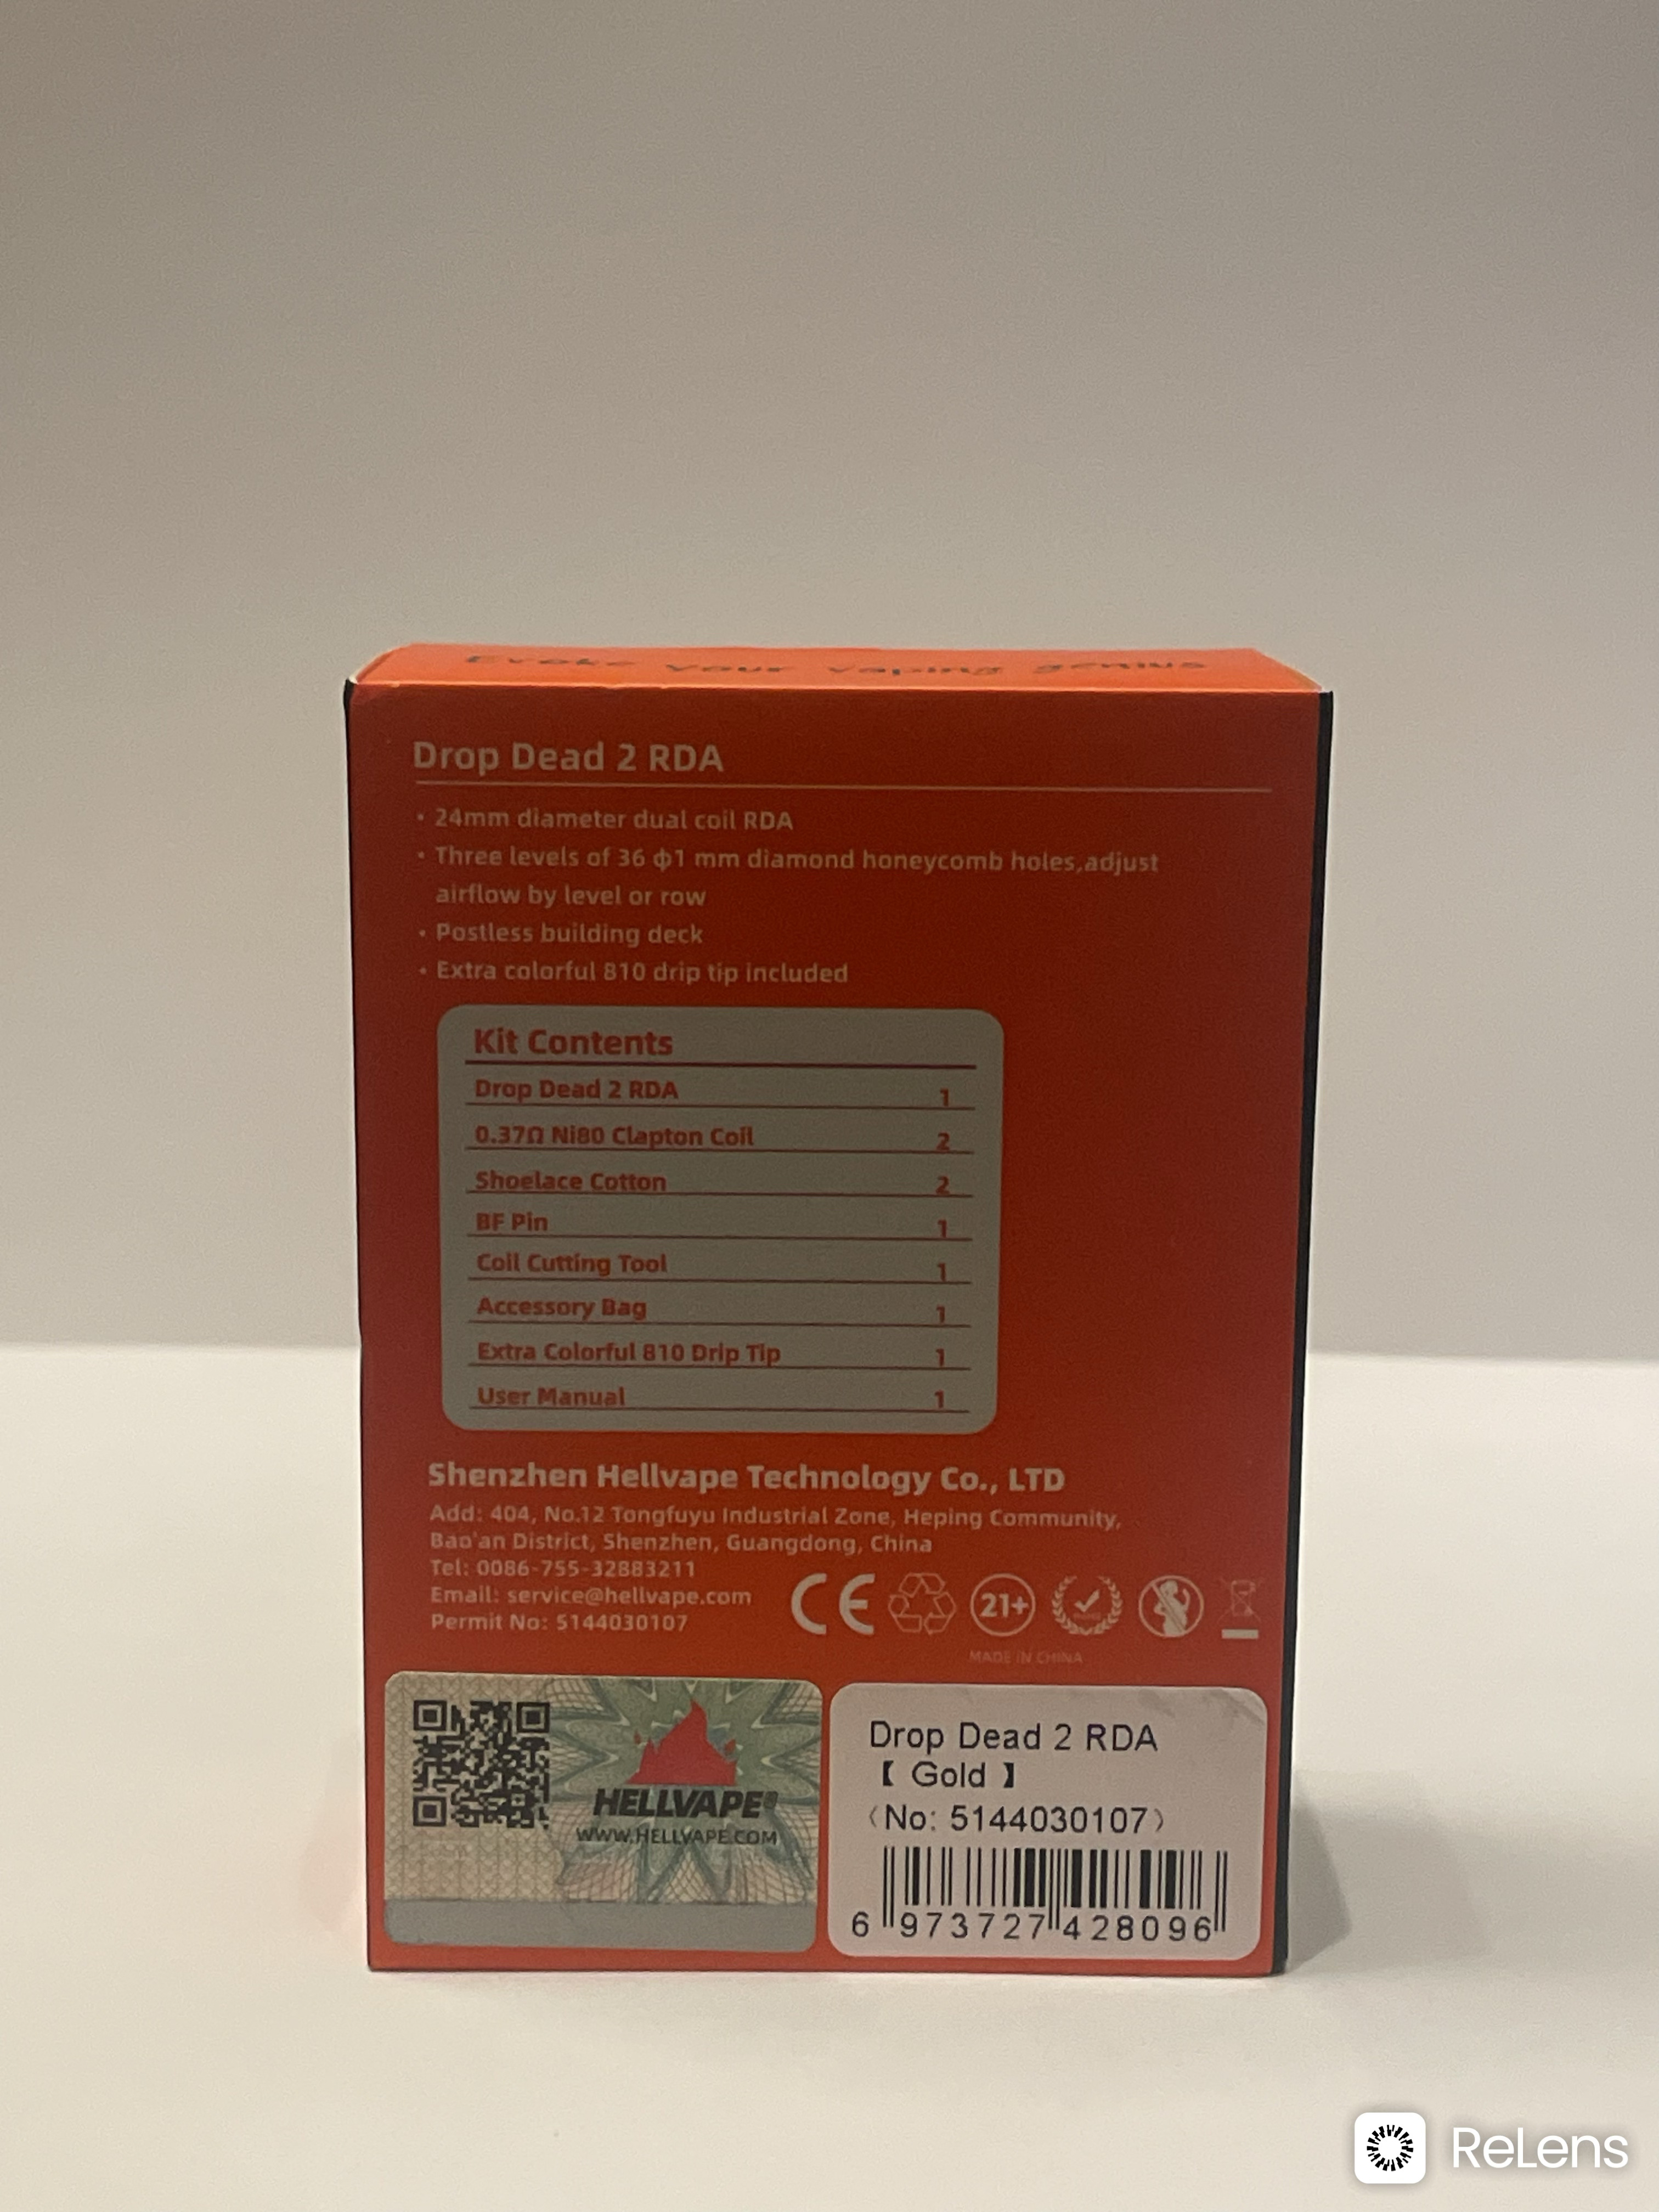 Evoke your vaping genius
Drop Dead 2 RDA
• 24mm diameter dual coil RDA
• Three levels of 36 ф1 mm diamond honeycomb holes,adjust
airflow by level or row
• Postless building deck
• Extra colorful 810 drip tip included
Kit Contents
Drop Dead 2 RDA 1
0.37Ω Ni80 Clapton Coil 2
Shoelace Cotton 2
BF Pin 1
Coil Cutting Tool 1
Accessory Bag 1
Extra Colorful 810 Drip Tip 1
User Manual 1
Shenzhen Hellvape Technology Co., LTD
Add: 404, No.12 Tongfuyu Industrial Zone, Heping Community,
Bao'an District, Shenzhen, Guangdong, China
Tel: 0086-755-32883211
Email: service@hellvape.com
Permit No: 5144030107
CE 21+
MADE IN CHINA
HELLVAPE®
WWW.HELLVAPE.COM
Drop Dead 2 RDA
【 Gold 】
(No: 5144030107)
6 973727 428096
ReLens